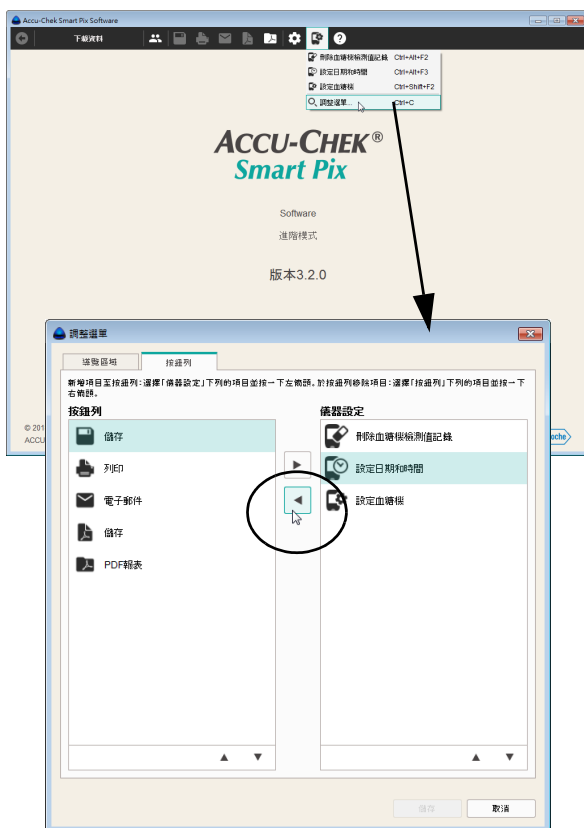 Accu-Chek Smart Pix Software
下載資料
刪除血糖機檢測值記錄 Ctrl+Alt+F2
設定日期和時間 Ctrl+Alt+F3
設定血糖機 Ctrl+Shift+F2
調整選單... Ctrl+C
ACCU-CHEK®
Smart Pix
Software
進階模式
版本3.2.0
調整選單
導覽區域 按鈕列
新增項目至按鈕列：選擇「儀器設定」下列的項目並按一下左箭頭。於按鈕列移除項目：選擇「按鈕列」下列的項目並按一下
右箭頭。
按鈕列 儀器設定
© 201
ACCU
oche
儲存
列印
電子郵件
儲存
PDF報表
刪除血糖機檢測值記錄
設定日期和時間
設定血糖機
儲存 取消